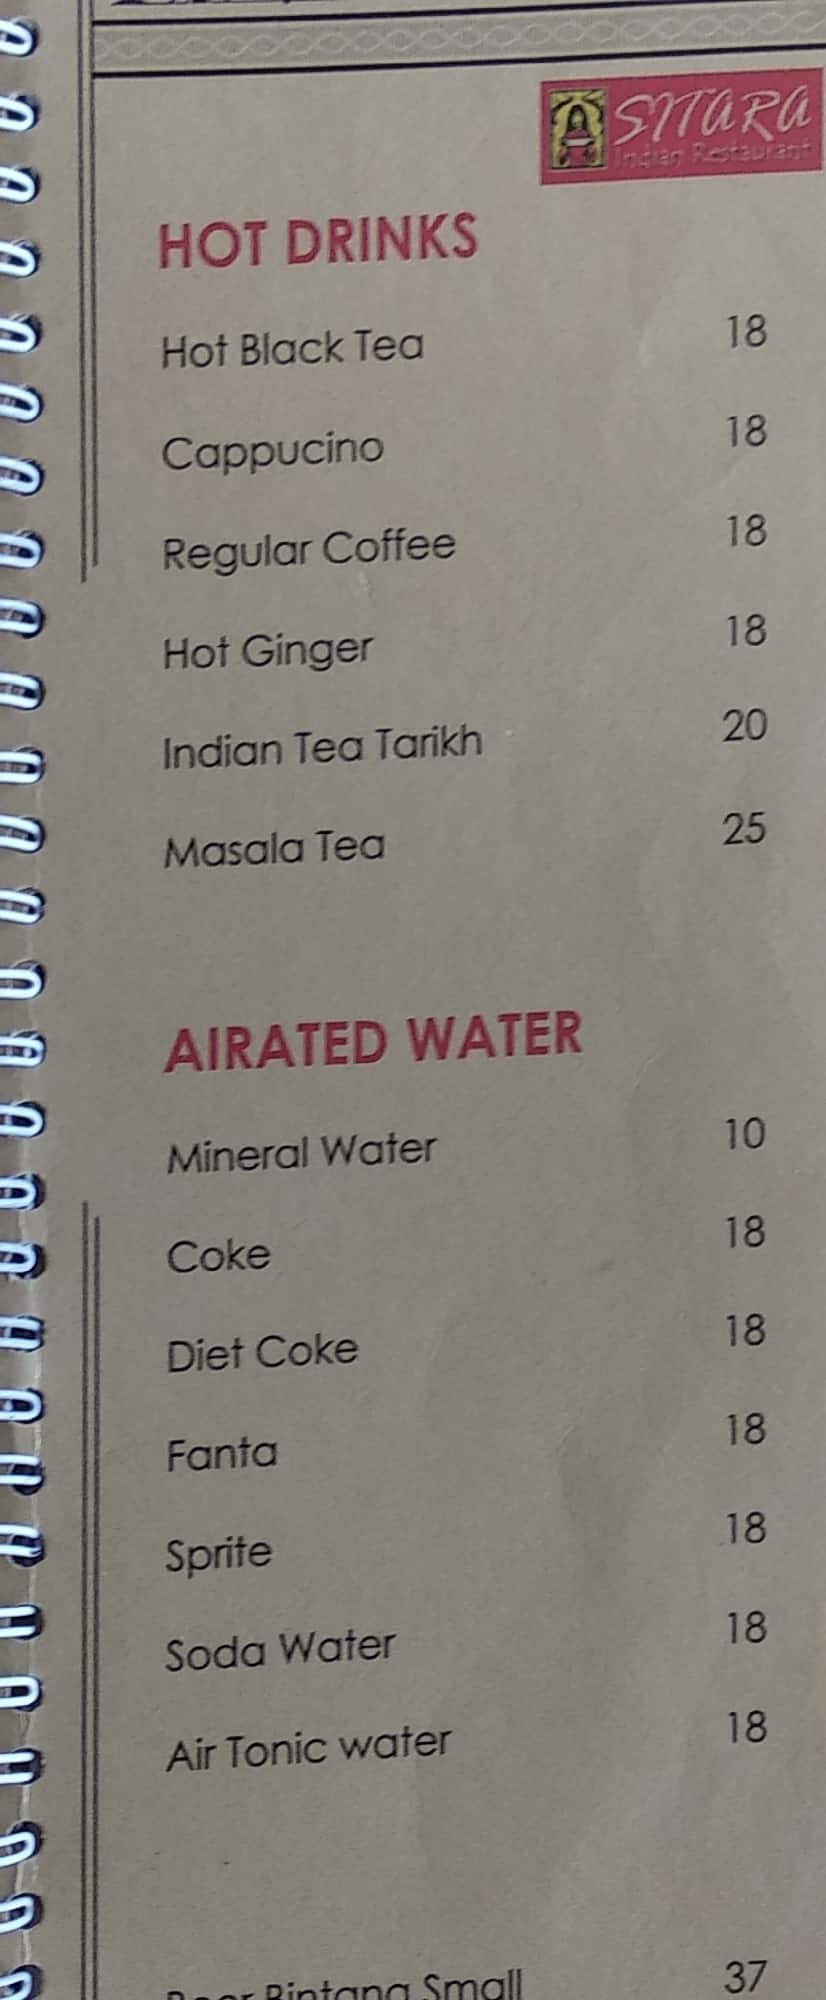 SITARA
Indian Restaurant
HOT DRINKS
Hot Black Tea 18
Cappucino 18
Regular Coffee 18
Hot Ginger 18
Indian Tea Tarikh 20
Masala Tea 25
AIRATED WATER
Mineral Water 10
Coke 18
Diet Coke 18
Fanta 18
Sprite 18
Soda Water 18
Air Tonic water 18
Beer Bintang Small 37